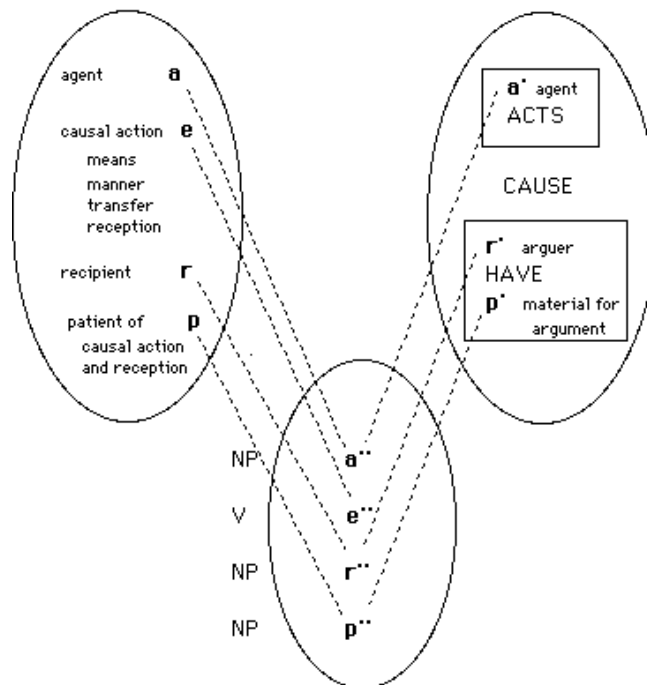 agent a
causal action e
means
manner
transfer
reception
recipient r
patient of p
causal action
and reception
a' agent
ACTS
CAUSE
r' arguer
HAVE
p' material for
argument
NP a''
V e''
NP r''
NP p''